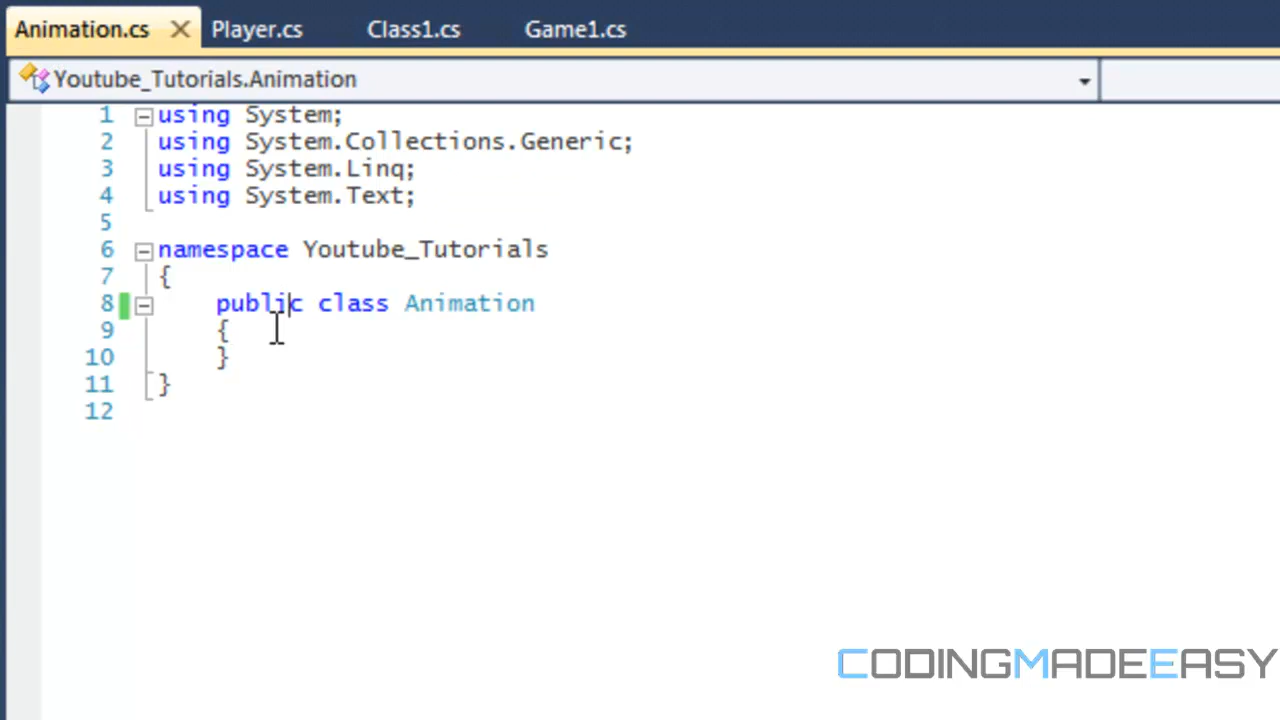 Animation.cs Player.cs Class1.cs Game1.cs
Youtube_Tutorials.Animation
1 using System;
2 using System.Collections.Generic;
3 using System.Linq;
4 using System.Text;
5
6 namespace Youtube_Tutorials
7 {
8 public class Animation
9 {
10 }
11 }
12
CODINGMADEEASY